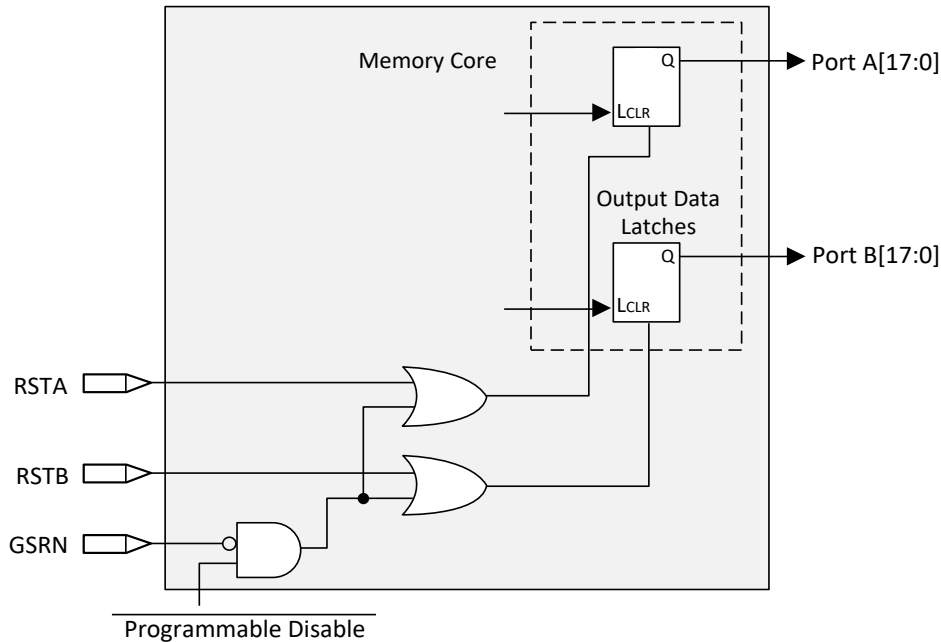 Memory Core
Q
Port A[17:0]
LCLR
Output Data
Latches
Q
Port B[17:0]
LCLR
RSTA
RSTB
GSRN
Programmable Disable